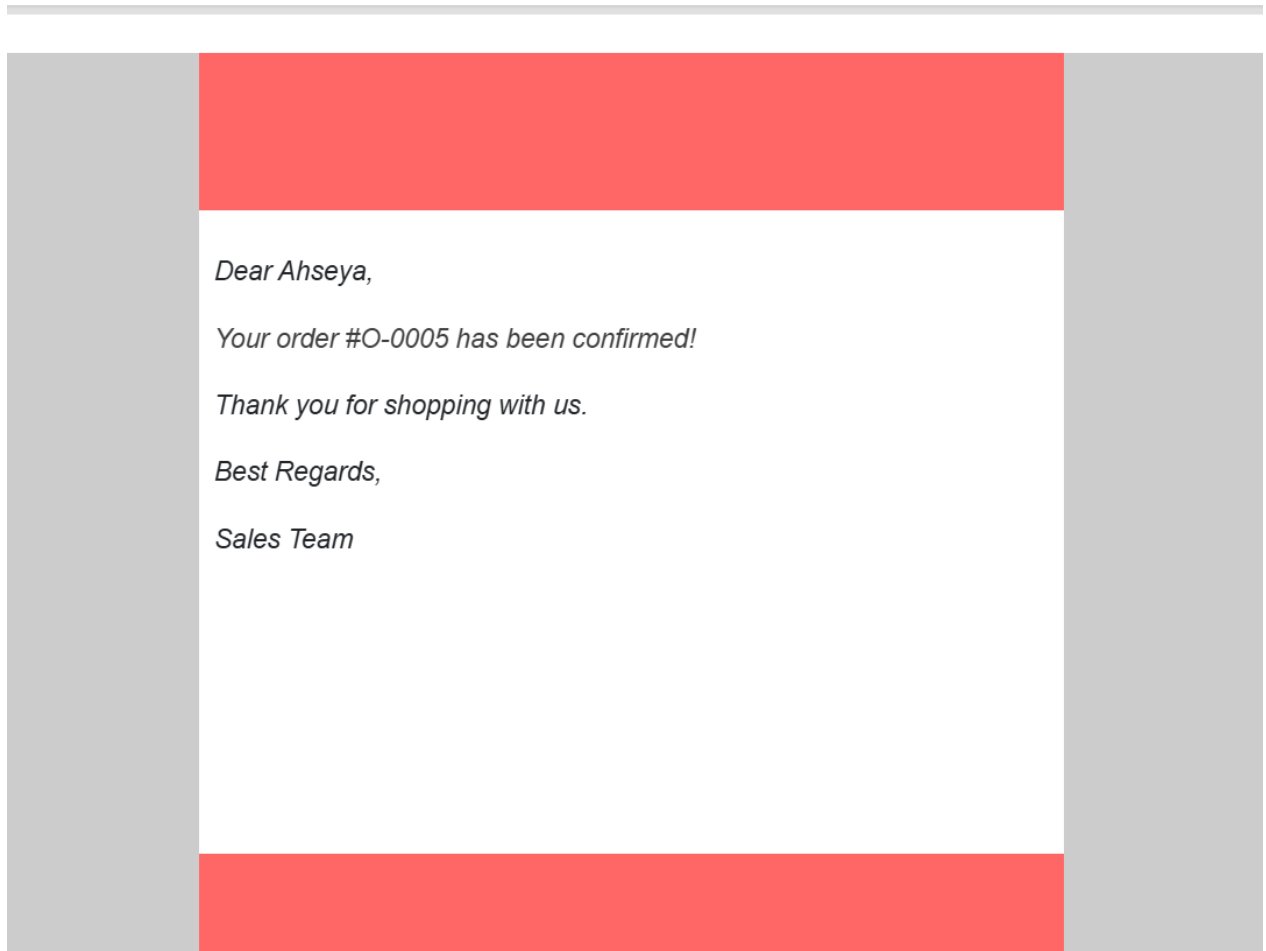 Dear Ahseya,
Your order #O-0005 has been confirmed!
Thank you for shopping with us.
Best Regards,
Sales Team